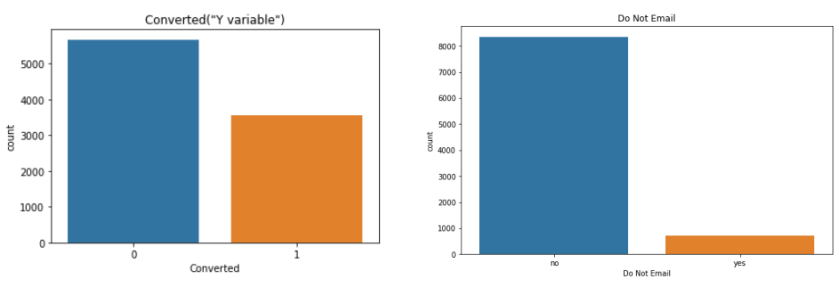 Converted("Y variable")
count
5000
4000
3000
2000
1000
0
0 1
Converted
Do Not Email
count
8000
7000
6000
5000
4000
3000
2000
1000
0
no yes
Do Not Email